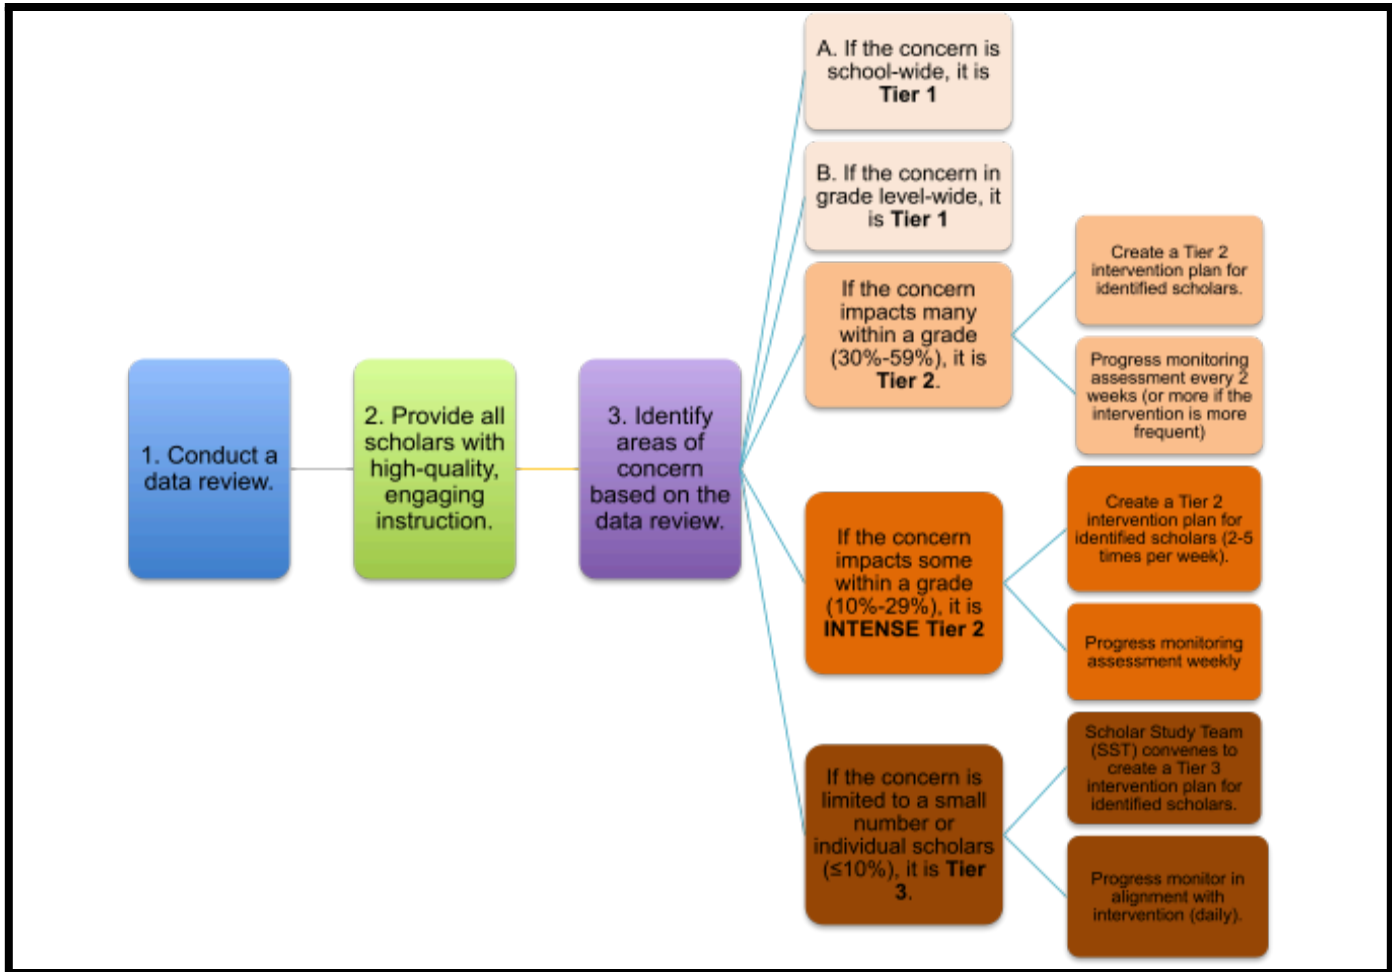 1. Conduct a
data review.
2. Provide all
scholars with
high-quality,
engaging
instruction.
3. Identify
areas of
concern
based on the
data review.
A. If the concern is
school-wide, it is
Tier 1
B. If the concern in
grade level-wide, it
is Tier 1
If the concern
impacts many
within a grade
(30%-59%), it is
Tier 2.
Create a Tier 2
intervention plan for
identified scholars.
Progress monitoring
assessment every 2
weeks (or more if the
intervention is more
frequent)
If the concern
impacts some
within a grade
(10%-29%), it is
INTENSE Tier 2
Create a Tier 2
intervention plan for
identified scholars (2-5
times per week).
Progress monitoring
assessment weekly
If the concern is
limited to a small
number or
individual scholars
(≤10%), it is Tier
3.
Scholar Study Team
(SST) convenes to
create a Tier 3
intervention plan for
identified scholars.
Progress monitor in
alignment with
intervention (daily).